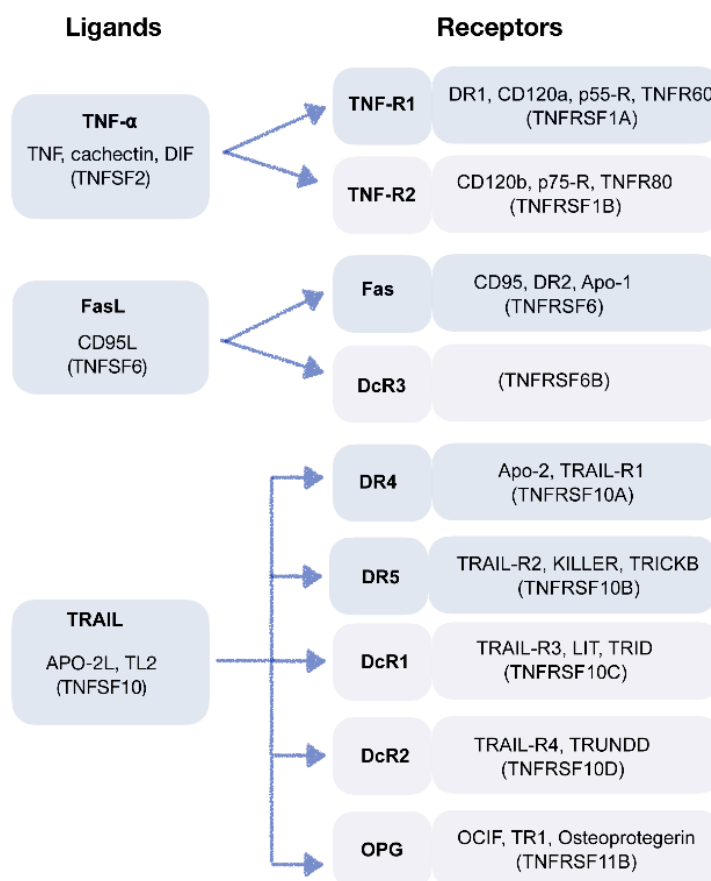 Ligands
Receptors
TNF-α
TNF, cachectin, DIF
(TNFSF2)
TNF-R1
DR1, CD120a, p55-R, TNFR60
(TNFRSF1A)
TNF-R2
CD120b, p75-R, TNFR80
(TNFRSF1B)
FasL
CD95L
(TNFSF6)
Fas
CD95, DR2, Apo-1
(TNFRSF6)
DcR3
(TNFRSF6B)
TRAIL
APO-2L, TL2
(TNFSF10)
DR4
Apo-2, TRAIL-R1
(TNFRSF10A)
DR5
TRAIL-R2, KILLER, TRICKB
(TNFRSF10B)
DcR1
TRAIL-R3, LIT, TRID
(TNFRSF10C)
DcR2
TRAIL-R4, TRUNDD
(TNFRSF10D)
OPG
OCIF, TR1, Osteoprotegerin
(TNFRSF11B)